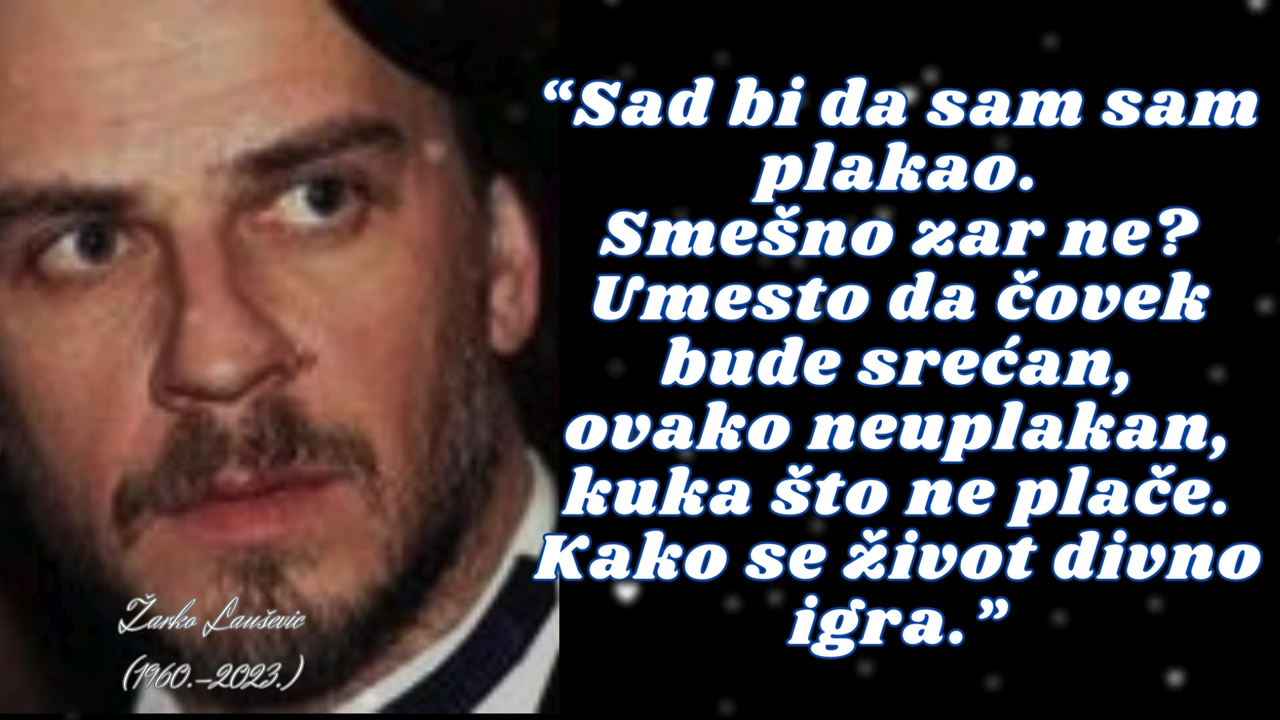 “Sad bi da sam sam
plakao.
Smešno zar ne?
Umesto da čovek
bude srećan,
ovako neuplakan,
kuka što ne plače.
Kako se život divno
igra.”
Žarko Laušević
(1960.-2023.)